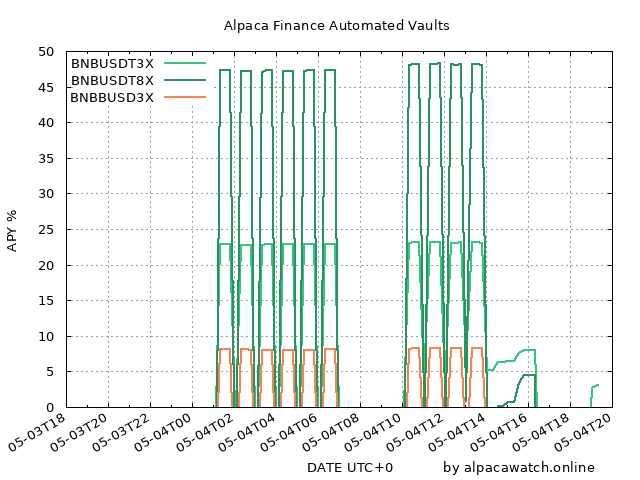 Alpaca Finance Automated Vaults
APY %
50
45
40
35
30
25
20
15
10
5
0
BNBUSDT3X
BNBUSDT8X
BNBBUSD3X
05-03T18
05-03T20
05-03T22
05-04T00
05-04T02
05-04T04
05-04T06
05-04T08
05-04T10
05-04T12
05-04T14
05-04T16
05-04T18
05-04T20
DATE UTC+0
by alpacawatch.online